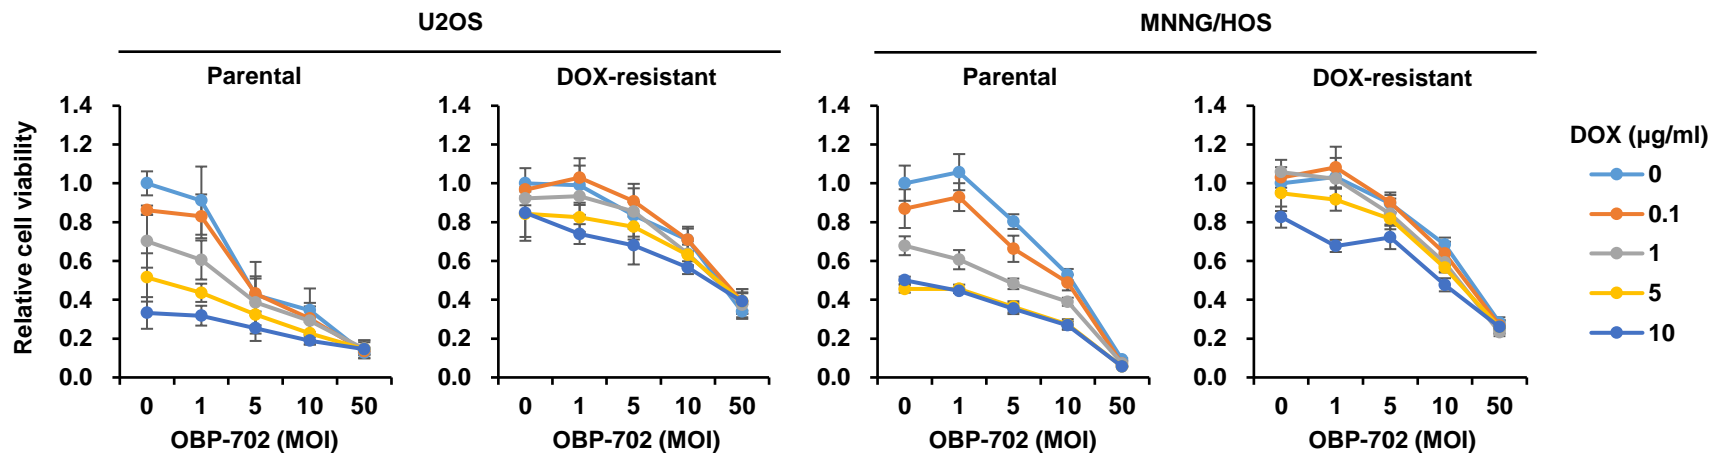 U2OS MNNG/HOS
Parental DOX-resistant Parental DOX-resistant
Relative cell viability
1.4 1.4 1.4 1.4
1.2 1.2 1.2 1.2
1.0 1.0 1.0 1.0
0.8 0.8 0.8 0.8
0.6 0.6 0.6 0.6
0.4 0.4 0.4 0.4
0.2 0.2 0.2 0.2
0.0 0.0 0.0 0.0
0 1 5 10 50 0 1 5 10 50 0 1 5 10 50 0 1 5 10 50
OBP-702 (MOI) OBP-702 (MOI) OBP-702 (MOI) OBP-702 (MOI)
DOX (μg/ml)
0
0.1
1
5
10